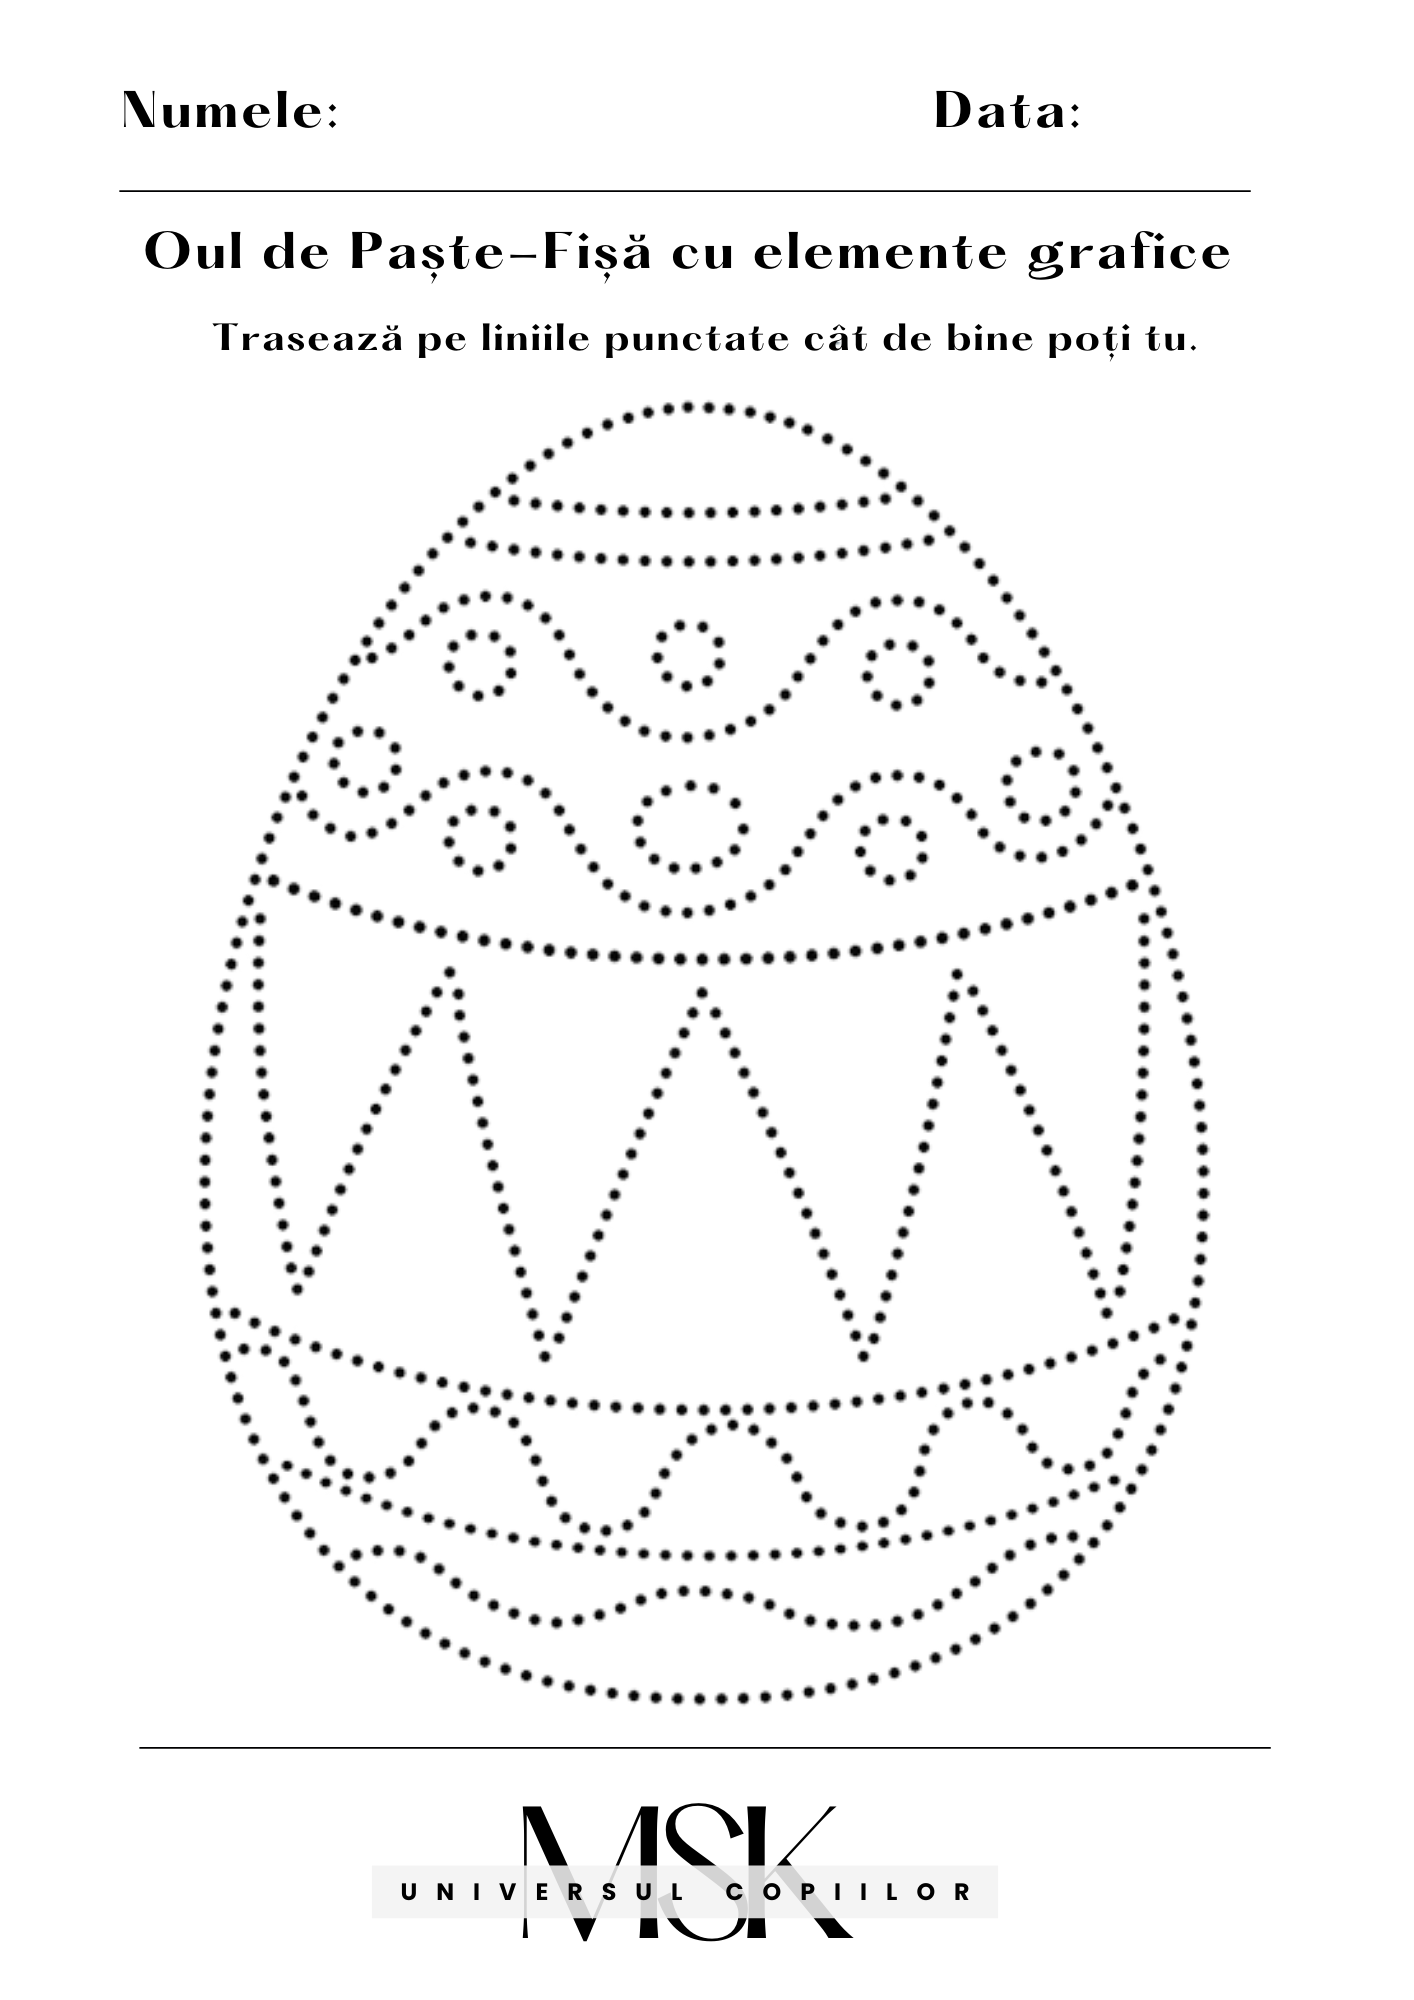 Numele: Data:
Oul de Paște-Fișă cu elemente grafice
Trasează pe liniile punctate cât de bine poți tu.
MSK
UNIVERSUL COPIILOR